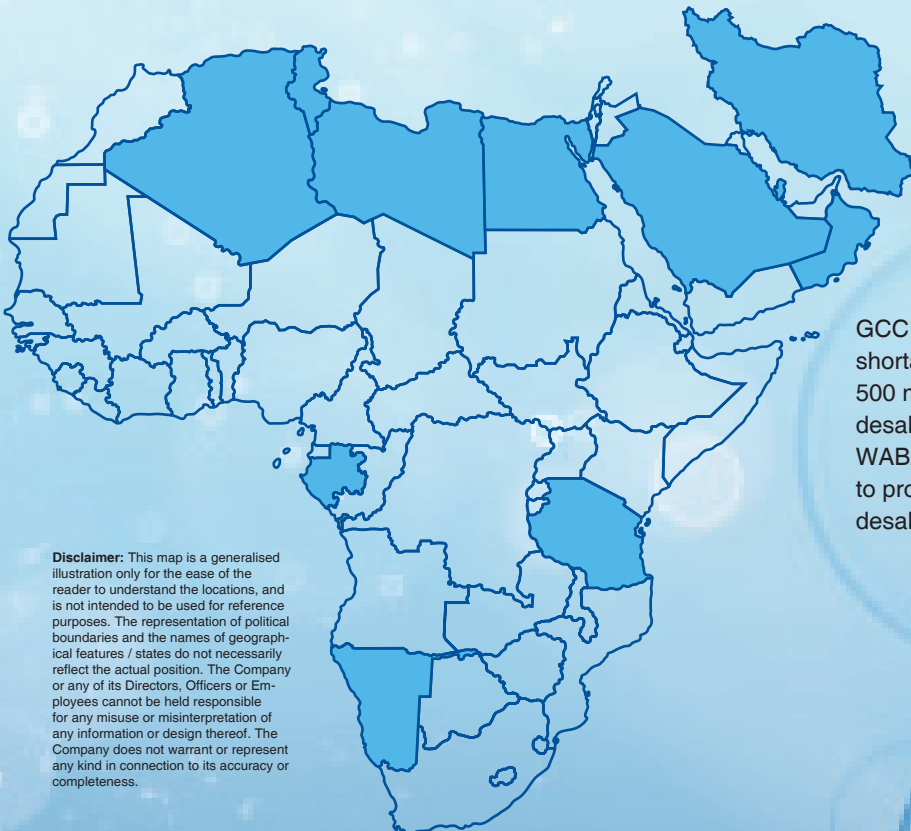 GCC
500
WAB
to
Disclaimer: This map is a generalised
illustration only for the ease of the
reader to understand the locations, and
is not intended to be used for reference
purposes. The representation of political
boundaries and the names of geograph-
ical features / states do not necessarily
reflect the actual position. The Company
or any of its Directors, Officers or Em-
ployees cannot be held responsible
for any misuse or misinterpretation of
any information or design thereof. The
Company does not warrant or represent
any kind in connection to its accuracy or
completeness.